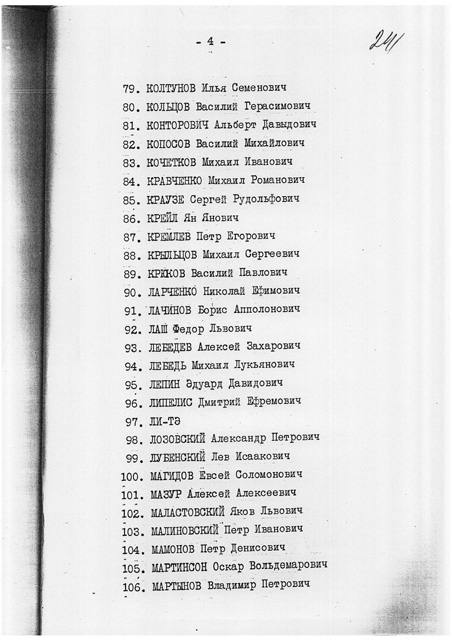 - 4 -
241
79. КОЛТУНОВ Илья Семенович
80. КОЛЬЦОВ Василий Герасимович
81. КОНТОРОВИЧ Альберт Давыдович
82. КОПОСОВ Василий Михайлович
83. КОЧЕТКОВ Михаил Иванович
84. КРАВЧЕНКО Михаил Романович
85. КРАУЗЕ Сергей Рудольфович
86. КРЕЙЛ Ян Янович
87. КРЕМЛЕВ Петр Егорович
88. КРЫЛЬЦОВ Михаил Сергеевич
89. КРЮКОВ Василий Павлович
90. ЛАРЧЕНКО Николай Ефимович
91. ЛАЧИНОВ Борис Апполонович
92. ЛАШ Федор Львович
93. ЛЕБЕДЕВ Алексей Захарович
94. ЛЕБЕДЬ Михаил Лукьянович
95. ЛЕПИН Эдуард Давидович
96. ЛИПЕЛИС Дмитрий Ефремович
97. ЛИ-ТЭ
98. ЛОЗОВСКИЙ Александр Петрович
99. ЛУБЕНСКИЙ Лев Исаакович
100. МАГИДОВ Евсей Соломонович
101. МАЗУР Алексей Алексеевич
102. МАЛАСТОВСКИЙ Яков Львович
103. МАЛИНОВСКИЙ Петр Иванович
104. МАМОНОВ Петр Денисович
105. МАРТИНСОН Оскар Вольдемарович
106. МАРТЫНОВ Владимир Петрович